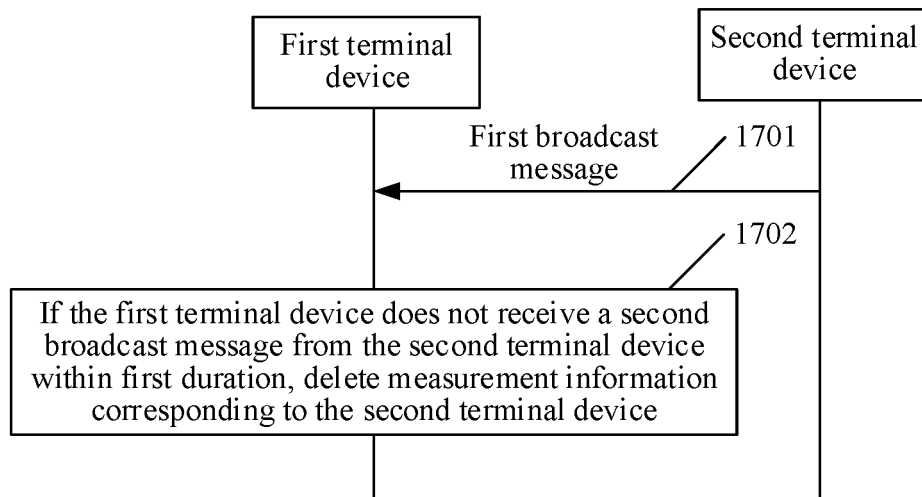 First terminal
device
Second terminal
device
First broadcast
message
1701
1702
If the first terminal device does not receive a second
broadcast message from the second terminal device
within first duration, delete measurement information
corresponding to the second terminal device